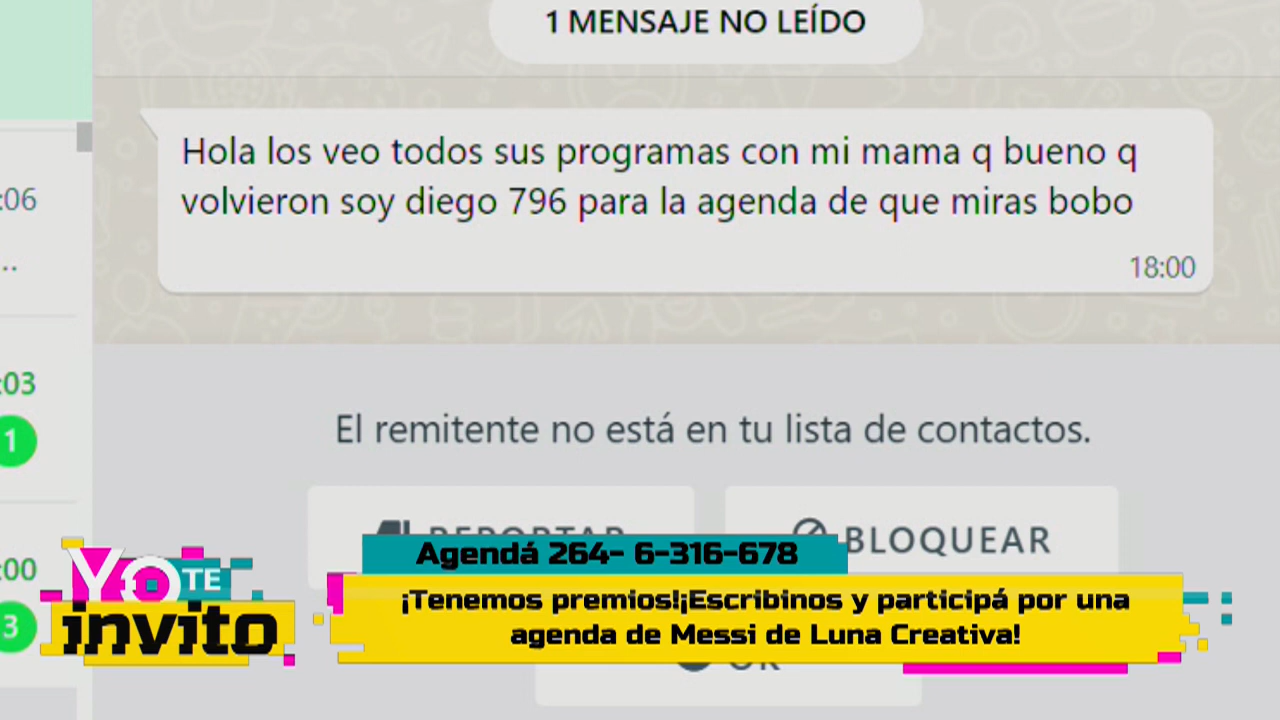 1 MENSAJE NO LEÍDO
Hola los veo todos sus programas con mi mama q bueno q
volvieron soy diego 796 para la agenda de que miras bobo
18:00
:06
..
:03
1
:00
3
El remitente no está en tu lista de contactos.
REPORTAR
BLOQUEAR
OK
Agendá 264- 6-316-678
¡Tenemos premios!¡Escribinos y participá por una
agenda de Messi de Luna Creativa!
YO TE
invito